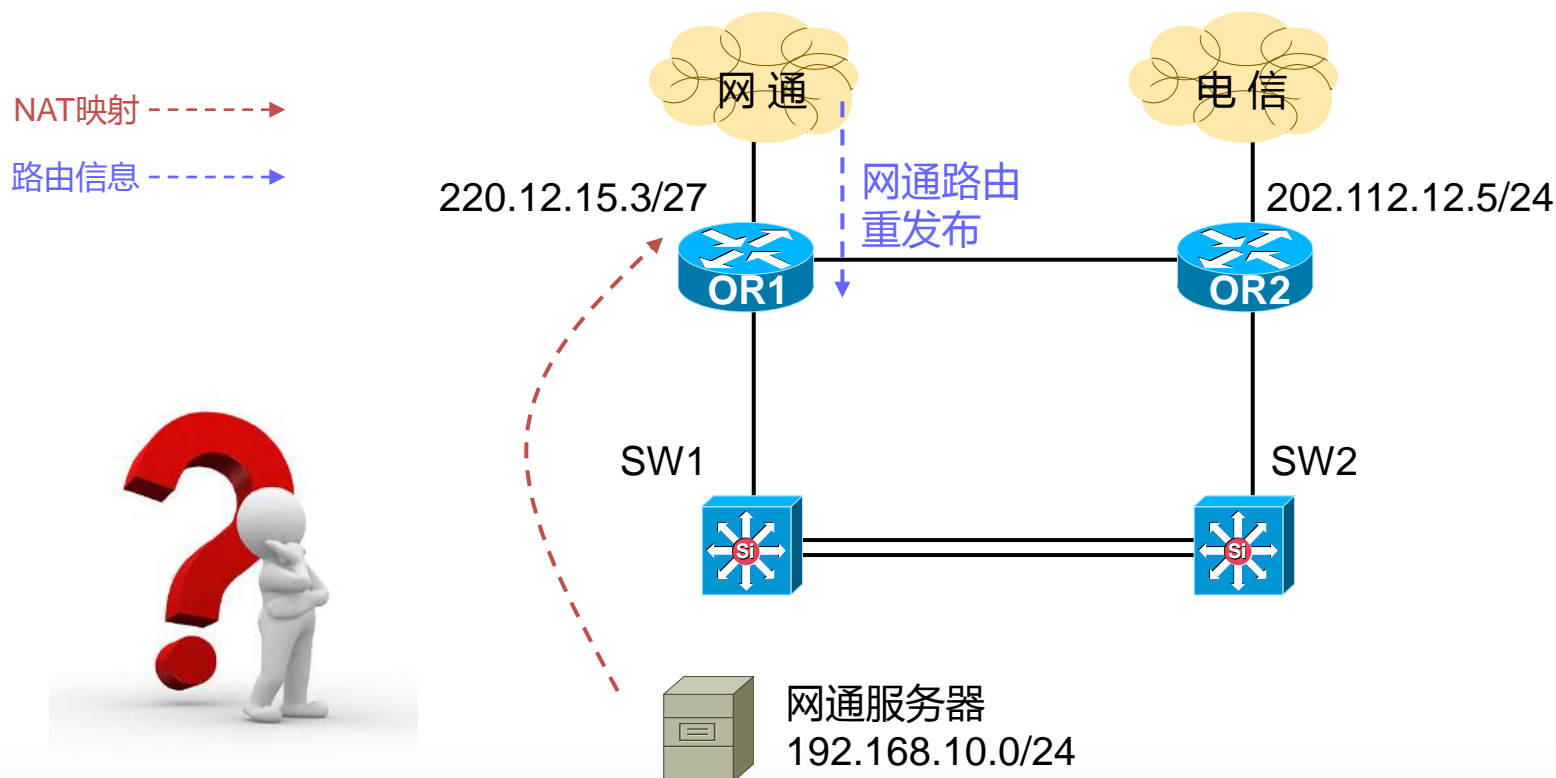 网 通
电 信
NAT映射
路由信息
220.12.15.3/27
网通路由
重发布
202.112.12.5/24
OR1
OR2
SW1
SW2
Si
Si
网通服务器
192.168.10.0/24